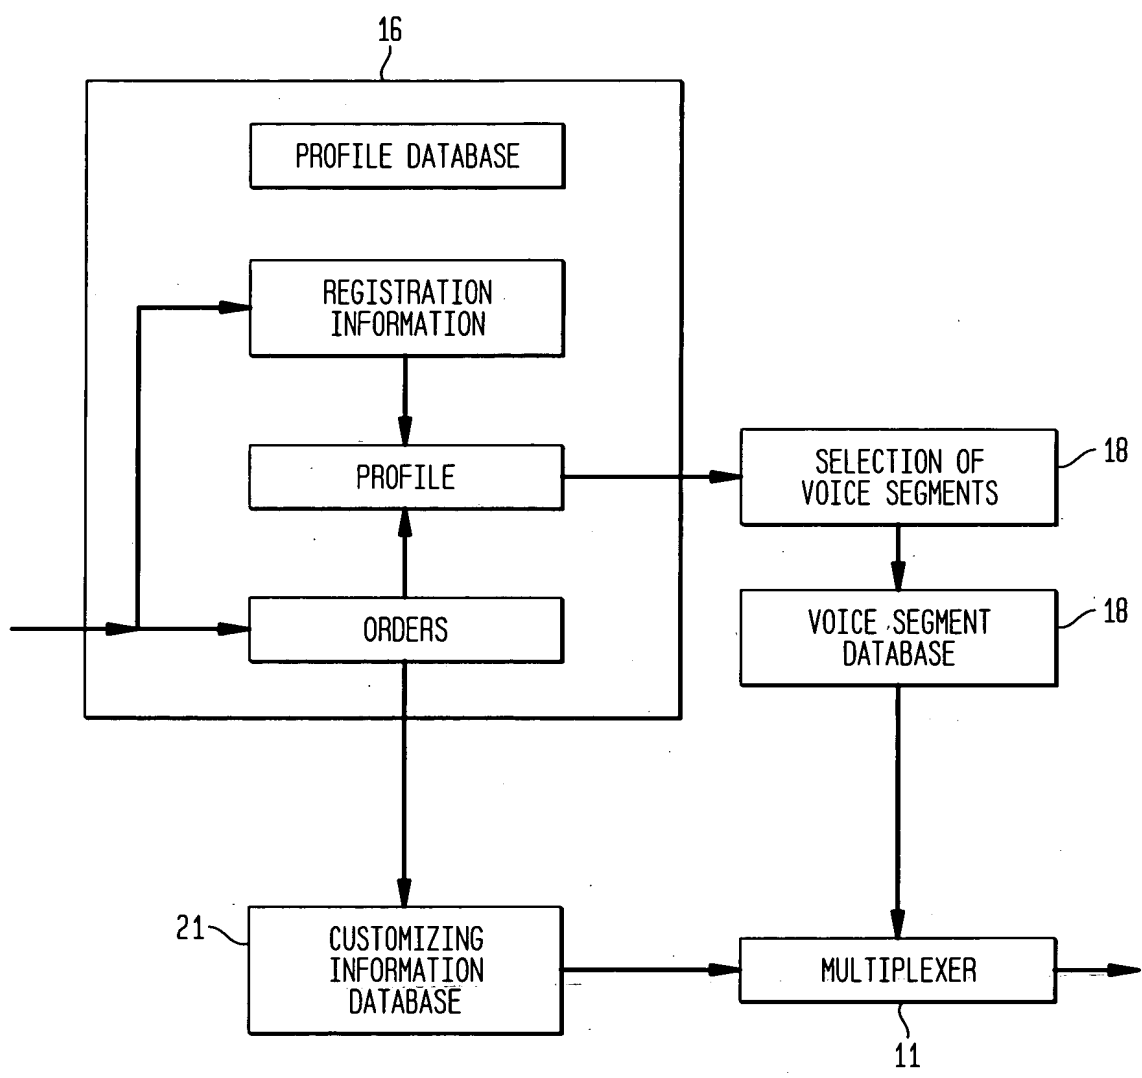 16
PROFILE DATABASE
REGISTRATION
INFORMATION
PROFILE
SELECTION OF
VOICE SEGMENTS
18
ORDERS
VOICE SEGMENT
DATABASE
18
21
CUSTOMIZING
INFORMATION
DATABASE
MULTIPLEXER
11